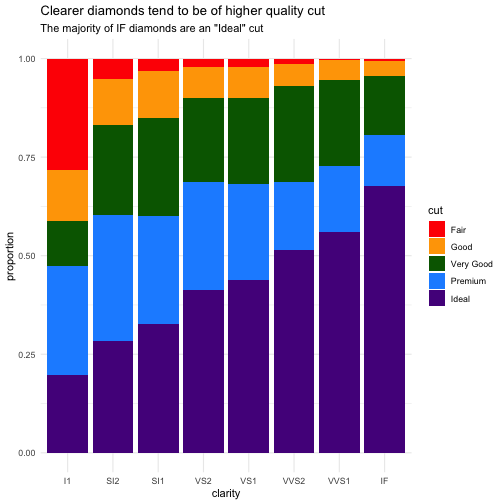 Clearer diamonds tend to be of higher quality cut
The majority of IF diamonds are an "Ideal" cut
1.00
0.75
0.50
0.25
0.00
proportion
I1 SI2 SI1 VS2 VS1 VVS2 VVS1 IF
clarity
cut
Fair
Good
Very Good
Premium
Ideal